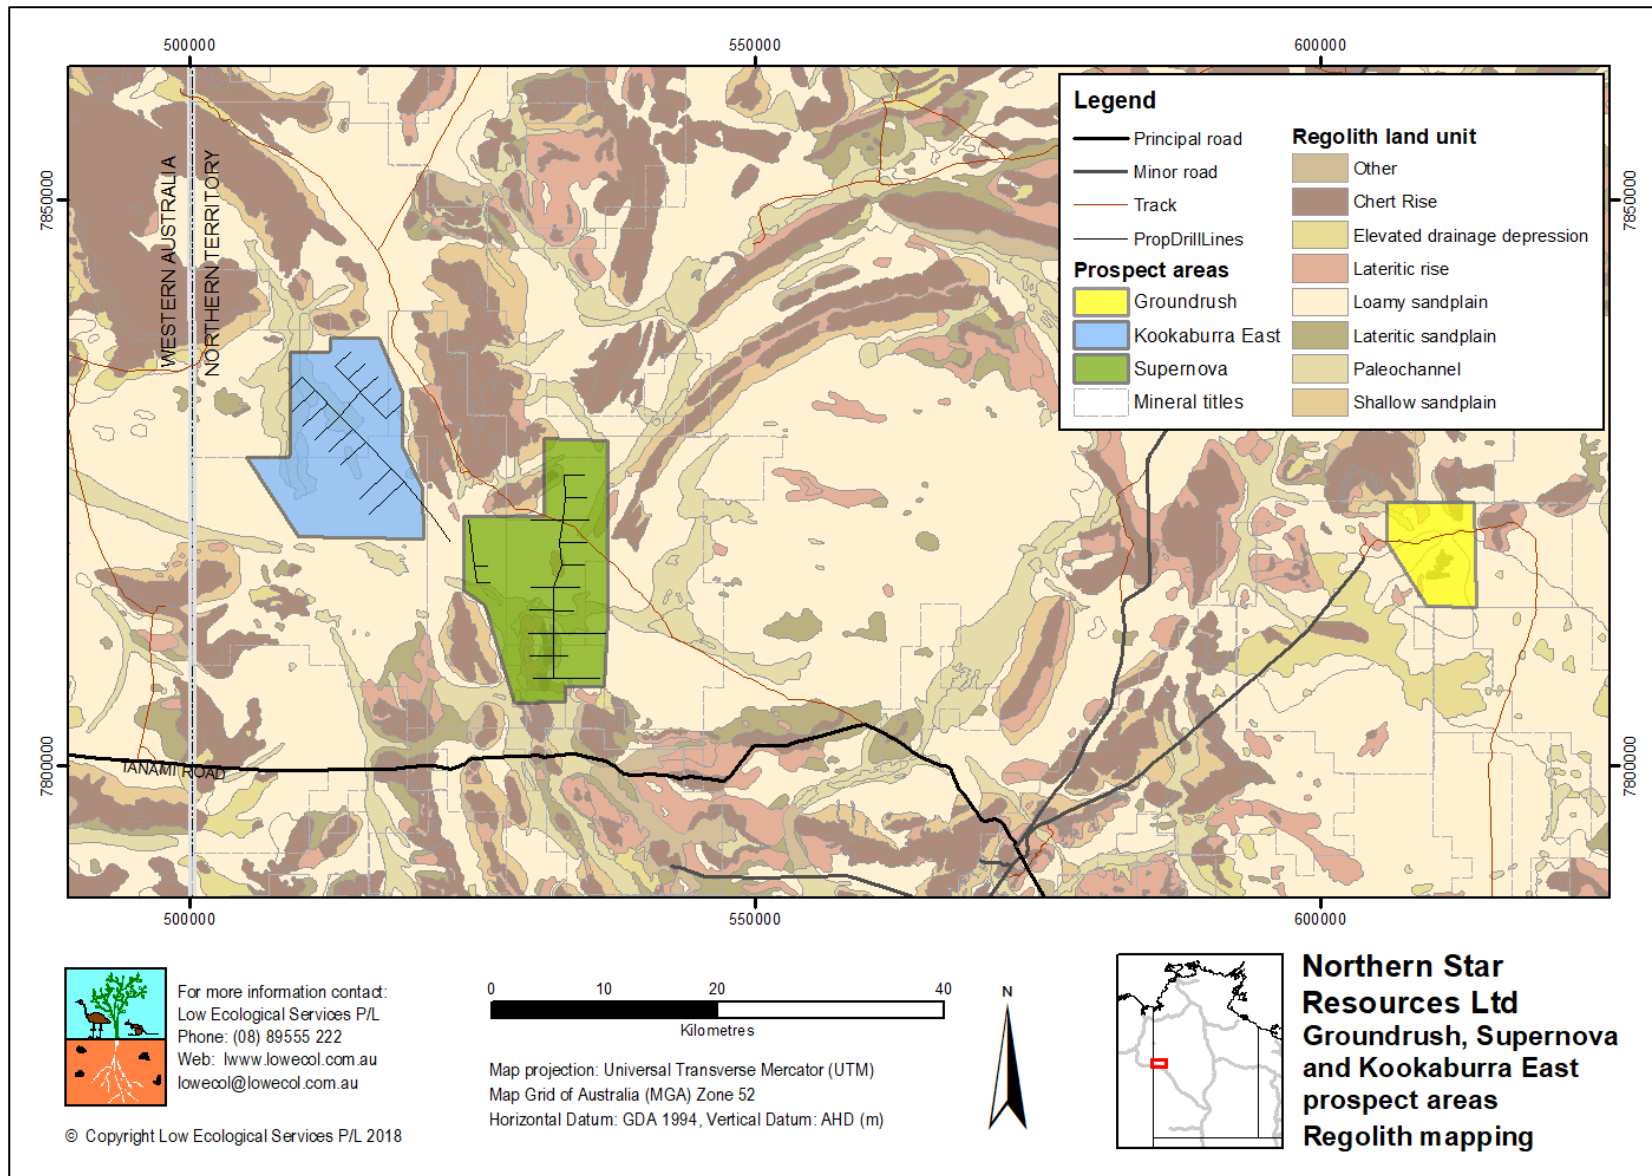 500000
550000
600000
7850000
7850000
7800000
7800000
WESTERN AUSTRALIA
NORTHERN TERRITORY
TANAMI ROAD
Legend
Principal road
Minor road
Track
PropDrillLines
Prospect areas
Groundrush
Kookaburra East
Supernova
Mineral titles
Regolith land unit
Other
Chert Rise
Elevated drainage depression
Lateritic rise
Loamy sandplain
Lateritic sandplain
Paleochannel
Shallow sandplain
500000
550000
600000
For more information contact:
Low Ecological Services P/L
Phone: (08) 89555 222
Web: lwww.lowecol.com.au
lowecol@lowecol.com.au
© Copyright Low Ecological Services P/L 2018
0 10 20 40
Kilometres
Map projection: Universal Transverse Mercator (UTM)
Map Grid of Australia (MGA) Zone 52
Horizontal Datum: GDA 1994, Vertical Datum: AHD (m)
N
Northern Star
Resources Ltd
Groundrush, Supernova
and Kookaburra East
prospect areas
Regolith mapping